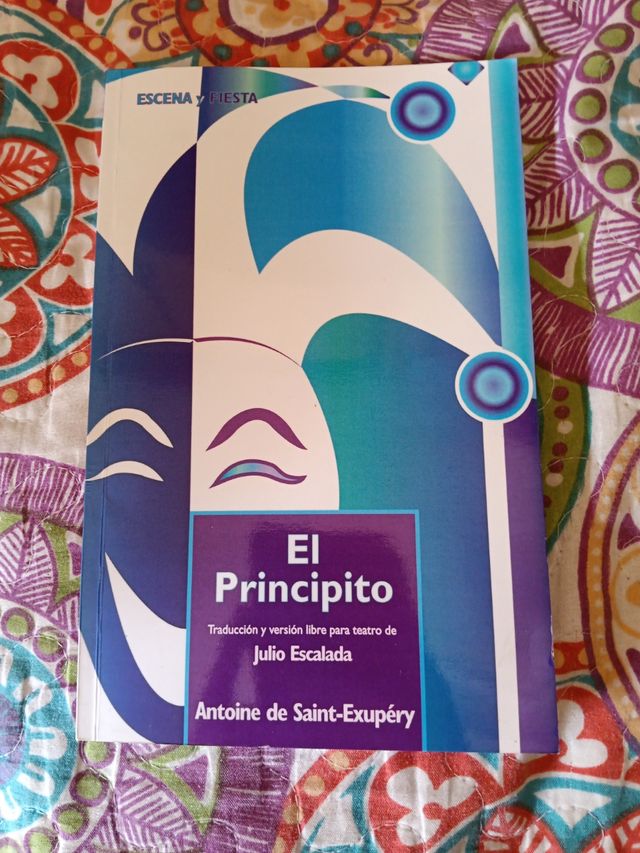 ESCENA y FIESTA
El
Principito
Traducción y versión libre para teatro de
Julio Escalada
Antoine de Saint-Exupéry